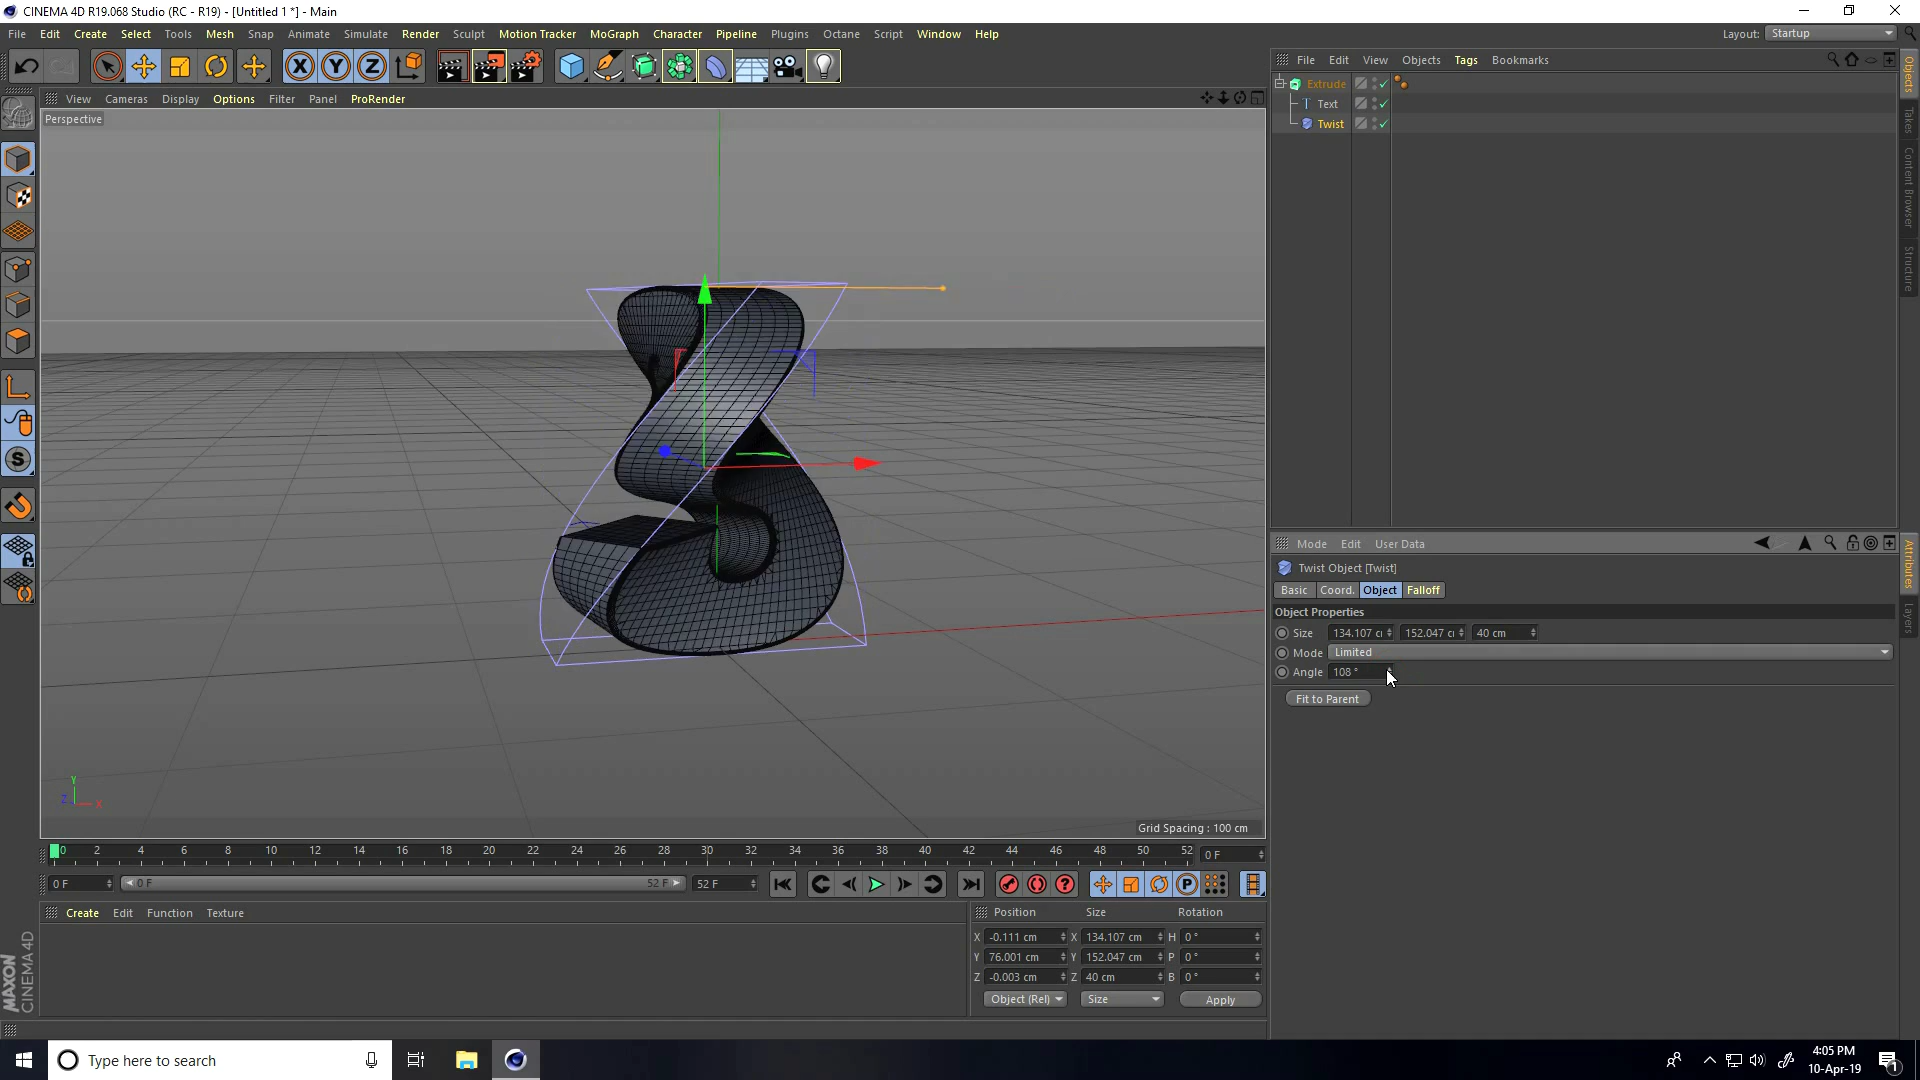 CINEMA 4D R19.068 Studio (RC - R19) - [Untitled 1 *] - Main
File Edit Create Select Tools Mesh Snap Animate Simulate Render Sculpt Motion Tracker MoGraph Character Pipeline Plugins Octane Script Window Help
Layout: Startup
X Y Z
File Edit View Objects Tags Bookmarks
View Cameras Display Options Filter Panel ProRender
Perspective
Extrude
Text
Twist
Objects
Takes
Content Browser
Structure
Mode Edit User Data
Twist Object [Twist]
Basic Coord. Object Falloff
Object Properties
Size 134.107 c 152.047 c 40 cm
Mode Limited
Angle 108 °
Fit to Parent
Attributes
Layers
S
Y
Z X
Grid Spacing : 100 cm
0 2 4 6 8 10 12 14 16 18 20 22 24 26 28 30 32 34 36 38 40 42 44 46 48 50 52 0 F
0 F 0 F 52 F 52 F P
Create Edit Function Texture
Position Size Rotation
X -0.111 cm X 134.107 cm H 0 °
Y 76.001 cm Y 152.047 cm P 0 °
Z -0.003 cm Z 40 cm B 0 °
Object (Rel) Size Apply
MAXON
CINEMA 4D
Type here to search
4:05 PM
10-Apr-19
1